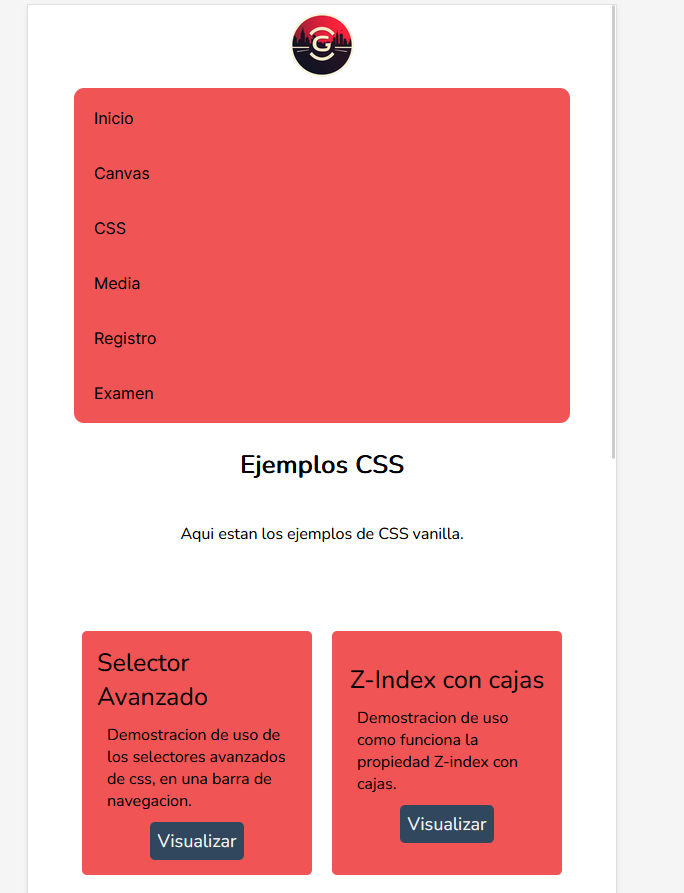 G
Inicio
Canvas
CSS
Media
Registro
Examen
Ejemplos CSS
Aqui estan los ejemplos de CSS vanilla.
Selector
Avanzado
Demostracion de uso de
los selectores avanzados
de css, en una barra de
navegacion.
Visualizar
Z-Index con cajas
Demostracion de uso
como funciona la
propiedad Z-index con
cajas.
Visualizar